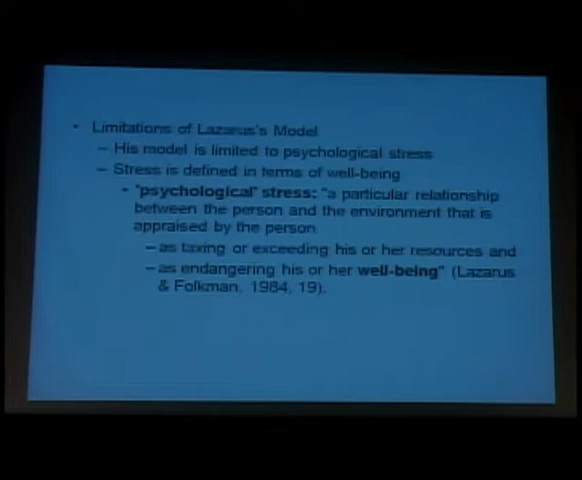 • Limitations of Lazarus's Model
– His model is limited to psychological stress
– Stress is defined in terms of well-being
• "psychological" stress: "a particular relationship
between the person and the environment that is
appraised by the person
– as taxing or exceeding his or her resources and
– as endangering his or her well-being" (Lazarus
& Folkman, 1984, 19).